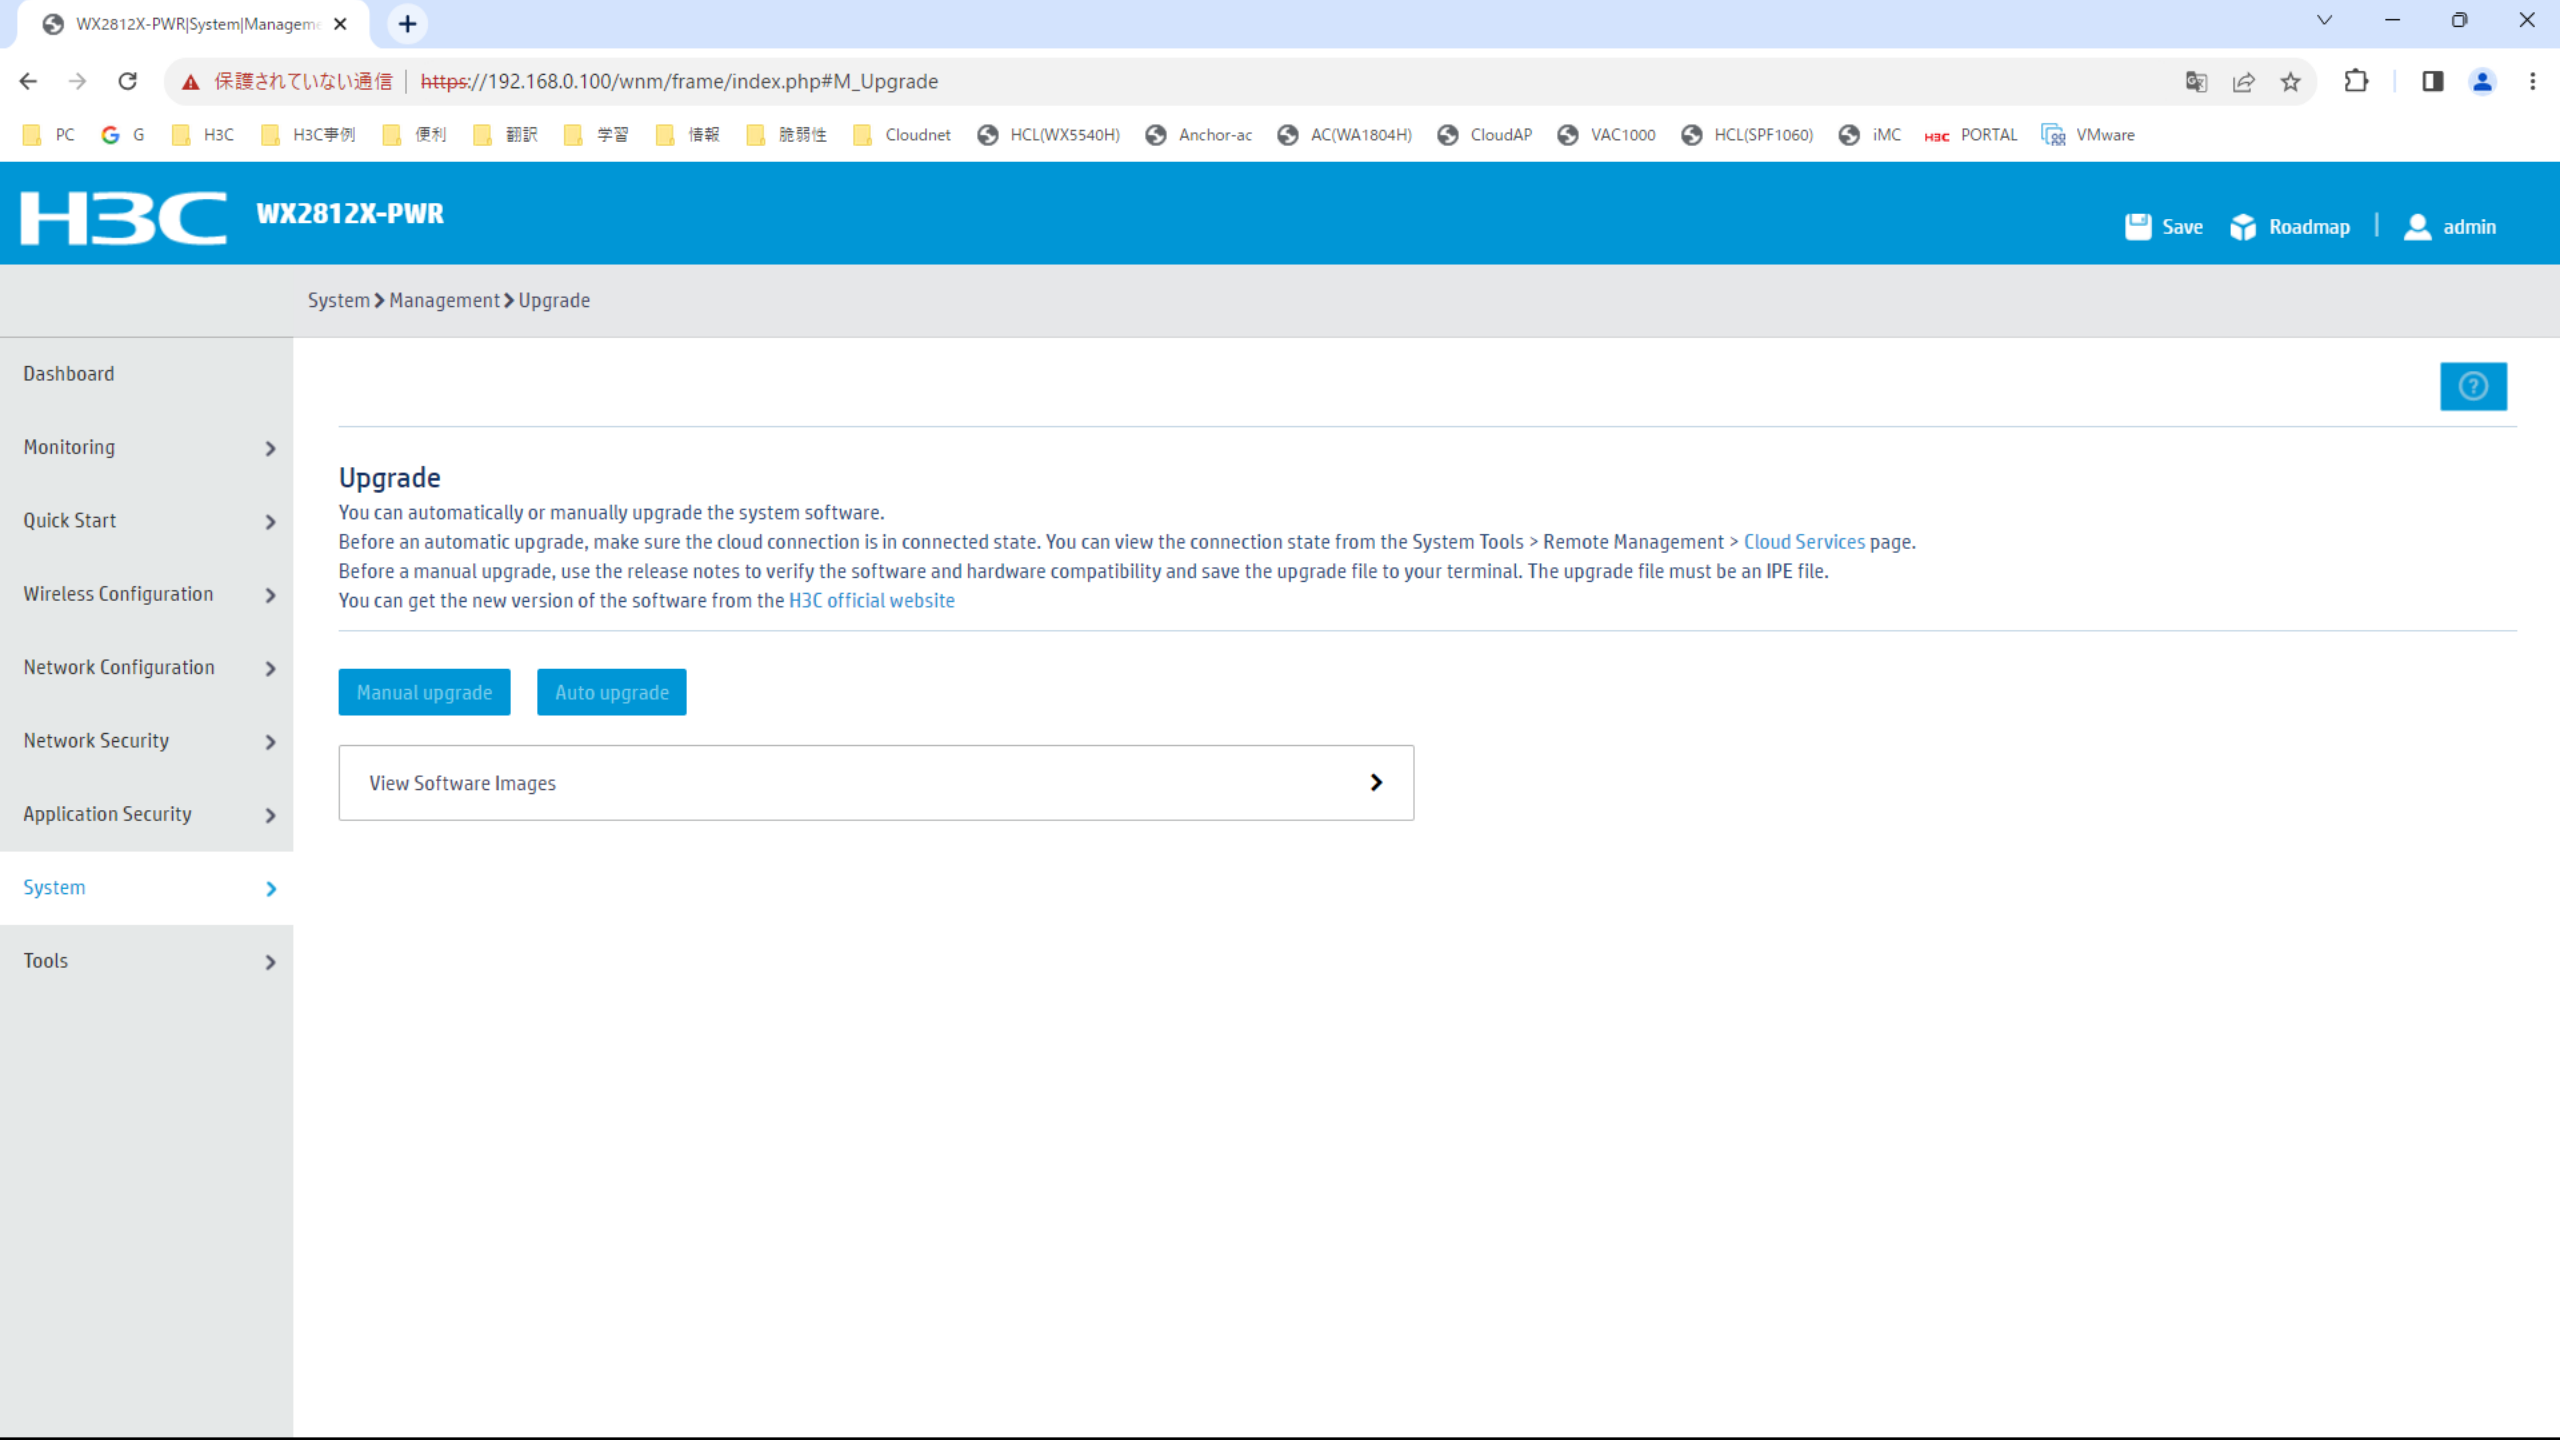 WX2812X-PWR|System|Manageme
保護されていない通信 https://192.168.0.100/wnm/frame/index.php#M_Upgrade
PC G H3C H3C事例 便利 翻訳 学習 情報 脆弱性 Cloudnet HCL(WX5540H) Anchor-ac AC(WA1804H) CloudAP VAC1000 HCL(SPF1060) iMC H3C PORTAL VMware
H3C WX2812X-PWR
Save Roadmap | admin
System > Management > Upgrade
Dashboard
Monitoring
Quick Start
Wireless Configuration
Network Configuration
Network Security
Application Security
System
Tools
Upgrade
You can automatically or manually upgrade the system software.
Before an automatic upgrade, make sure the cloud connection is in connected state. You can view the connection state from the System Tools > Remote Management > Cloud Services page.
Before a manual upgrade, use the release notes to verify the software and hardware compatibility and save the upgrade file to your terminal. The upgrade file must be an IPE file.
You can get the new version of the software from the H3C official website
Manual upgrade Auto upgrade
View Software Images